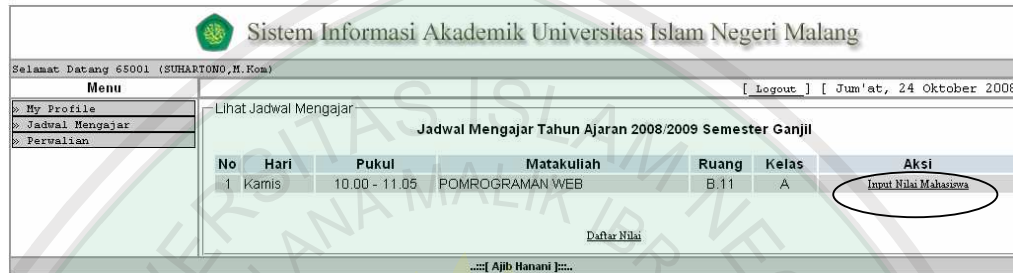 Sistem Informasi Akademik Universitas Islam Negeri Malang
Selamat Datang 65001 (SUHARTONO,M.Kom)
Menu
[ Logout ] [ Jum'at, 24 Oktober 2008
» My Profile
» Jadwal Mengajar
» Perwalian
Lihat Jadwal Mengajar
Jadwal Mengajar Tahun Ajaran 2008/2009 Semester Ganjil
No Hari Pukul Matakuliah Ruang Kelas Aksi
1 Kamis 10.00 - 11.05 POMROGRAMAN WEB B.11 A Input Nilai Mahasiswa
Daftar Nilai
..:::[ Ajib Hanani ]:::..